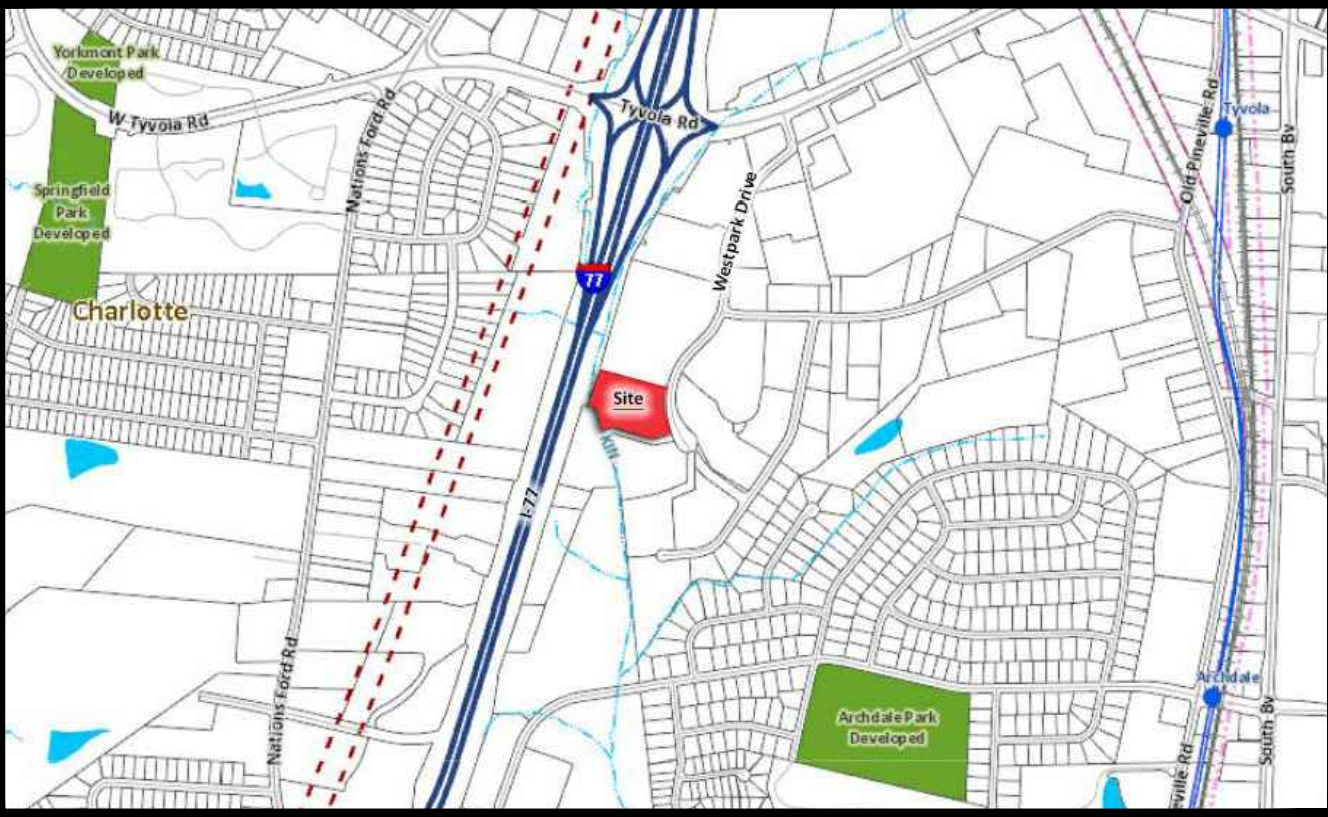 Yorkmont Park
Developed
W Tyvola Rd
Nations Ford Rd
Tyvola Rd
Old Pineville Rd
Tyvola
South Bv
Springfield
Park
Developed
Westpark Drive
77
Charlotte
Site
I-77
Nations Ford Rd
Archdale
Archdale Park
Developed
South Bv
eville Rd